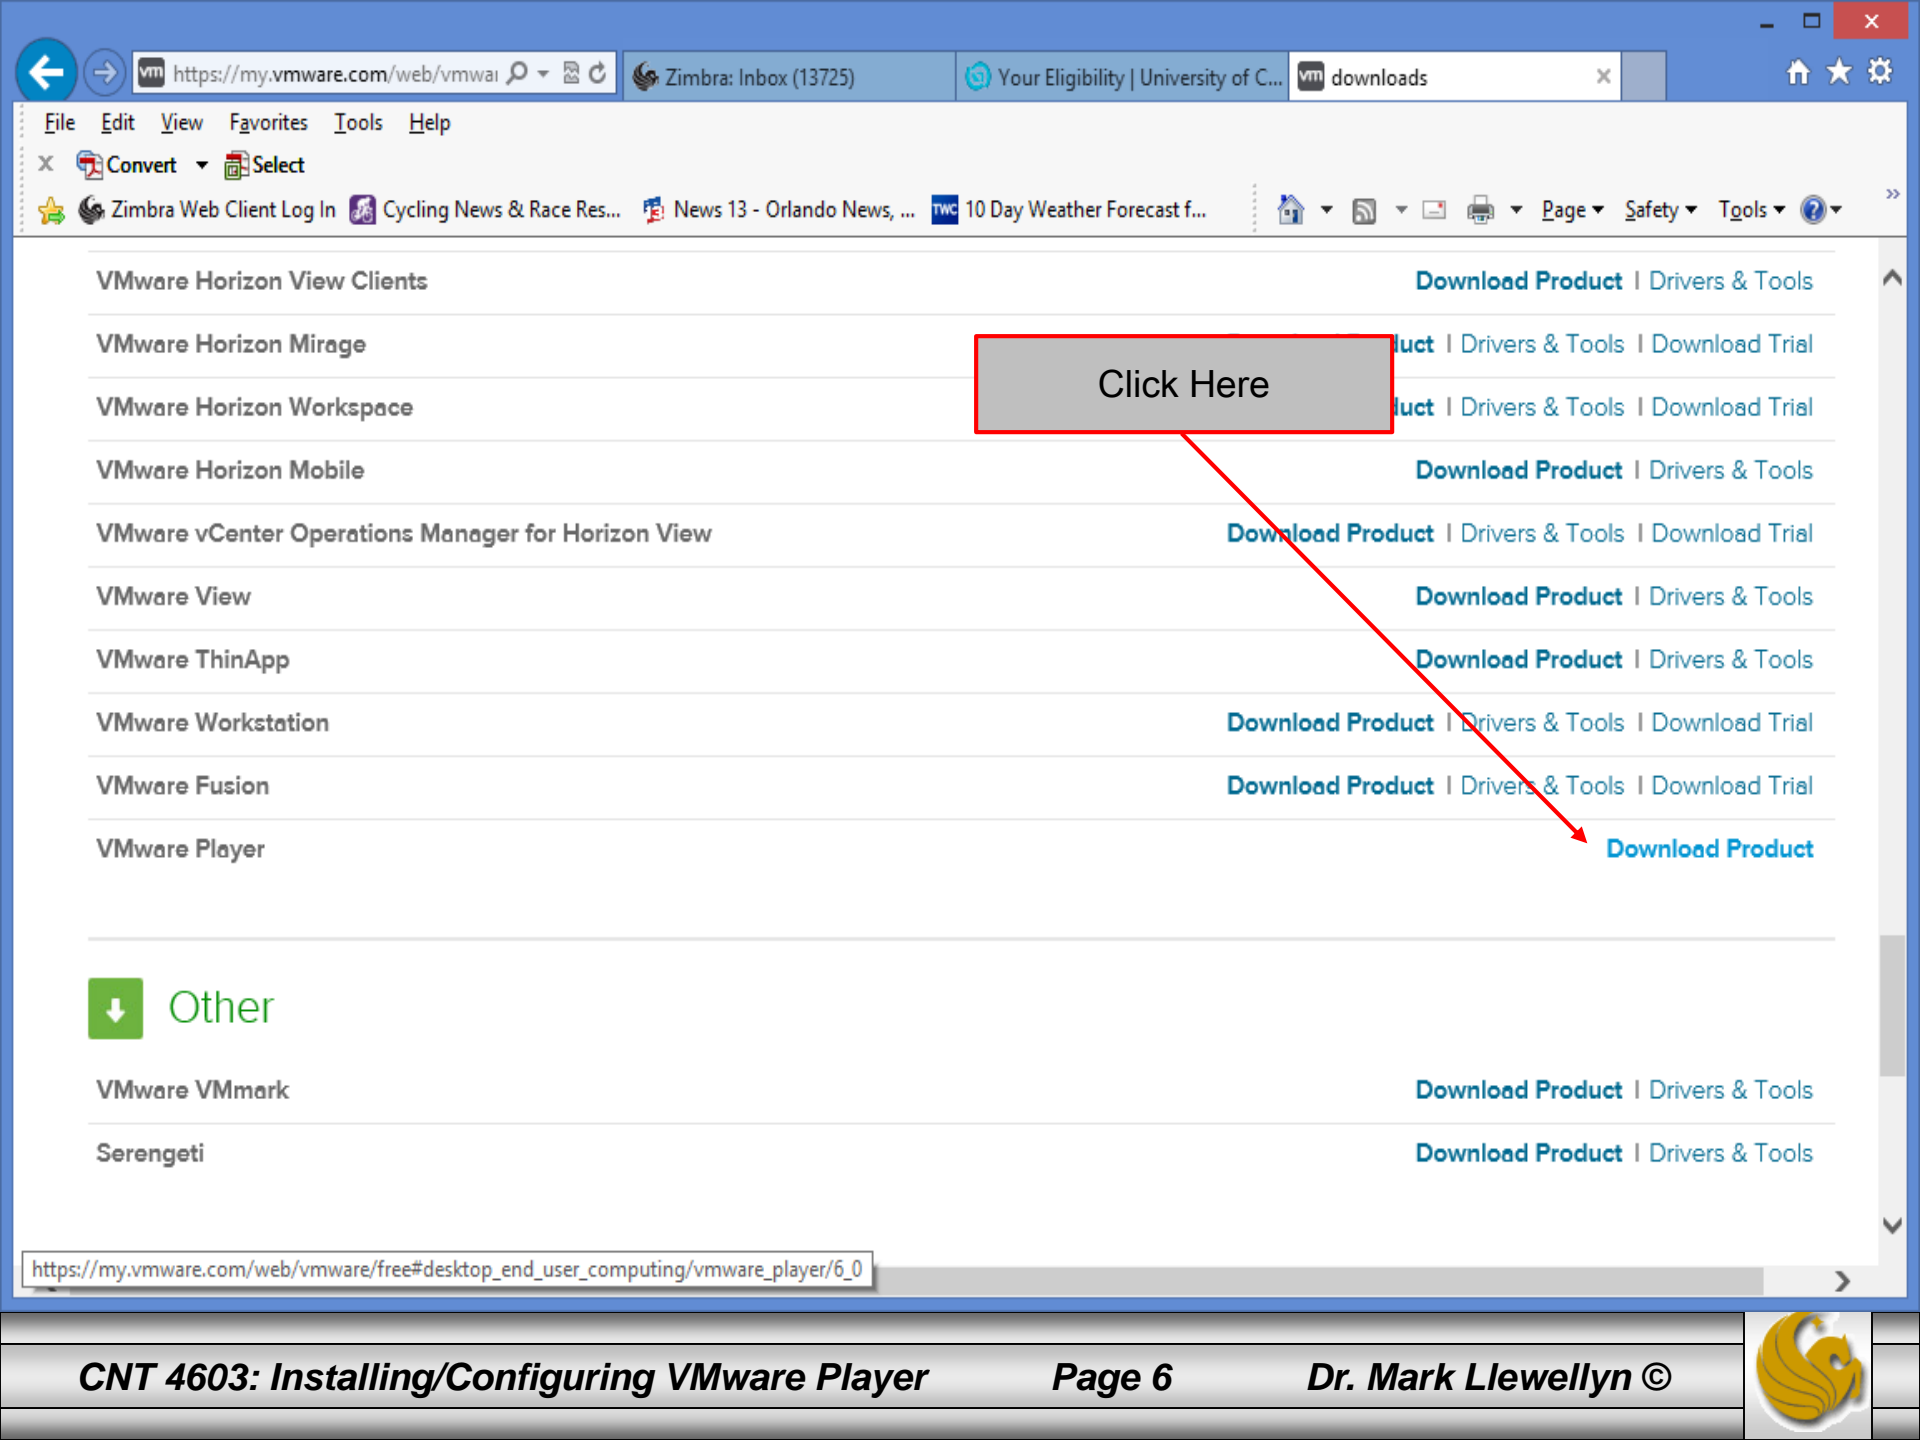 https://my.vmware.com/web/vmwar
Zimbra: Inbox (13725)
Your Eligibility | University of C...
vm downloads
File Edit View Favorites Tools Help
Convert Select
Zimbra Web Client Log In Cycling News & Race Res... News 13 - Orlando News, ... TWC 10 Day Weather Forecast f... Page Safety Tools
VMware Horizon View Clients Download Product | Drivers & Tools
VMware Horizon Mirage duct | Drivers & Tools | Download Trial
Click Here
VMware Horizon Workspace duct | Drivers & Tools | Download Trial
VMware Horizon Mobile Download Product | Drivers & Tools
VMware vCenter Operations Manager for Horizon View Download Product | Drivers & Tools | Download Trial
VMware View Download Product | Drivers & Tools
VMware ThinApp Download Product | Drivers & Tools
VMware Workstation Download Product | Drivers & Tools | Download Trial
VMware Fusion Download Product | Drivers & Tools | Download Trial
VMware Player Download Product
Other
VMware VMmark Download Product | Drivers & Tools
Serengeti Download Product | Drivers & Tools
https://my.vmware.com/web/vmware/free#desktop_end_user_computing/vmware_player/6_0
CNT 4603: Installing/Configuring VMware Player Page 6 Dr. Mark Llewellyn ©